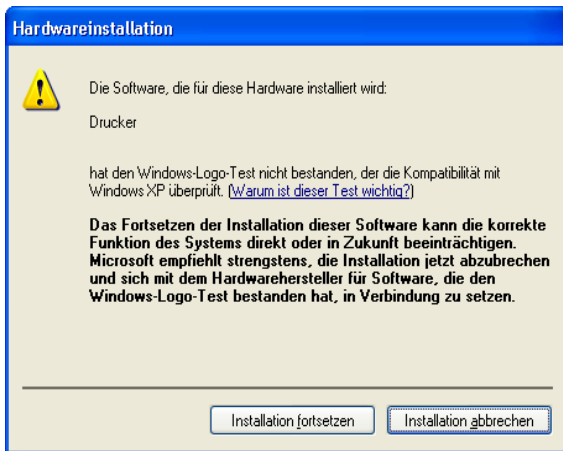 Hardwareinstallation
Die Software, die für diese Hardware installiert wird:
Drucker
hat den Windows-Logo-Test nicht bestanden, der die Kompatibilität mit
Windows XP überprüft. (Warum ist dieser Test wichtig?)
Das Fortsetzen der Installation dieser Software kann die korrekte
Funktion des Systems direkt oder in Zukunft beeinträchtigen.
Microsoft empfiehlt strengstens, die Installation jetzt abzubrechen
und sich mit dem Hardwarehersteller für Software, die den
Windows-Logo-Test bestanden hat, in Verbindung zu setzen.
Installation fortsetzen
Installation abbrechen